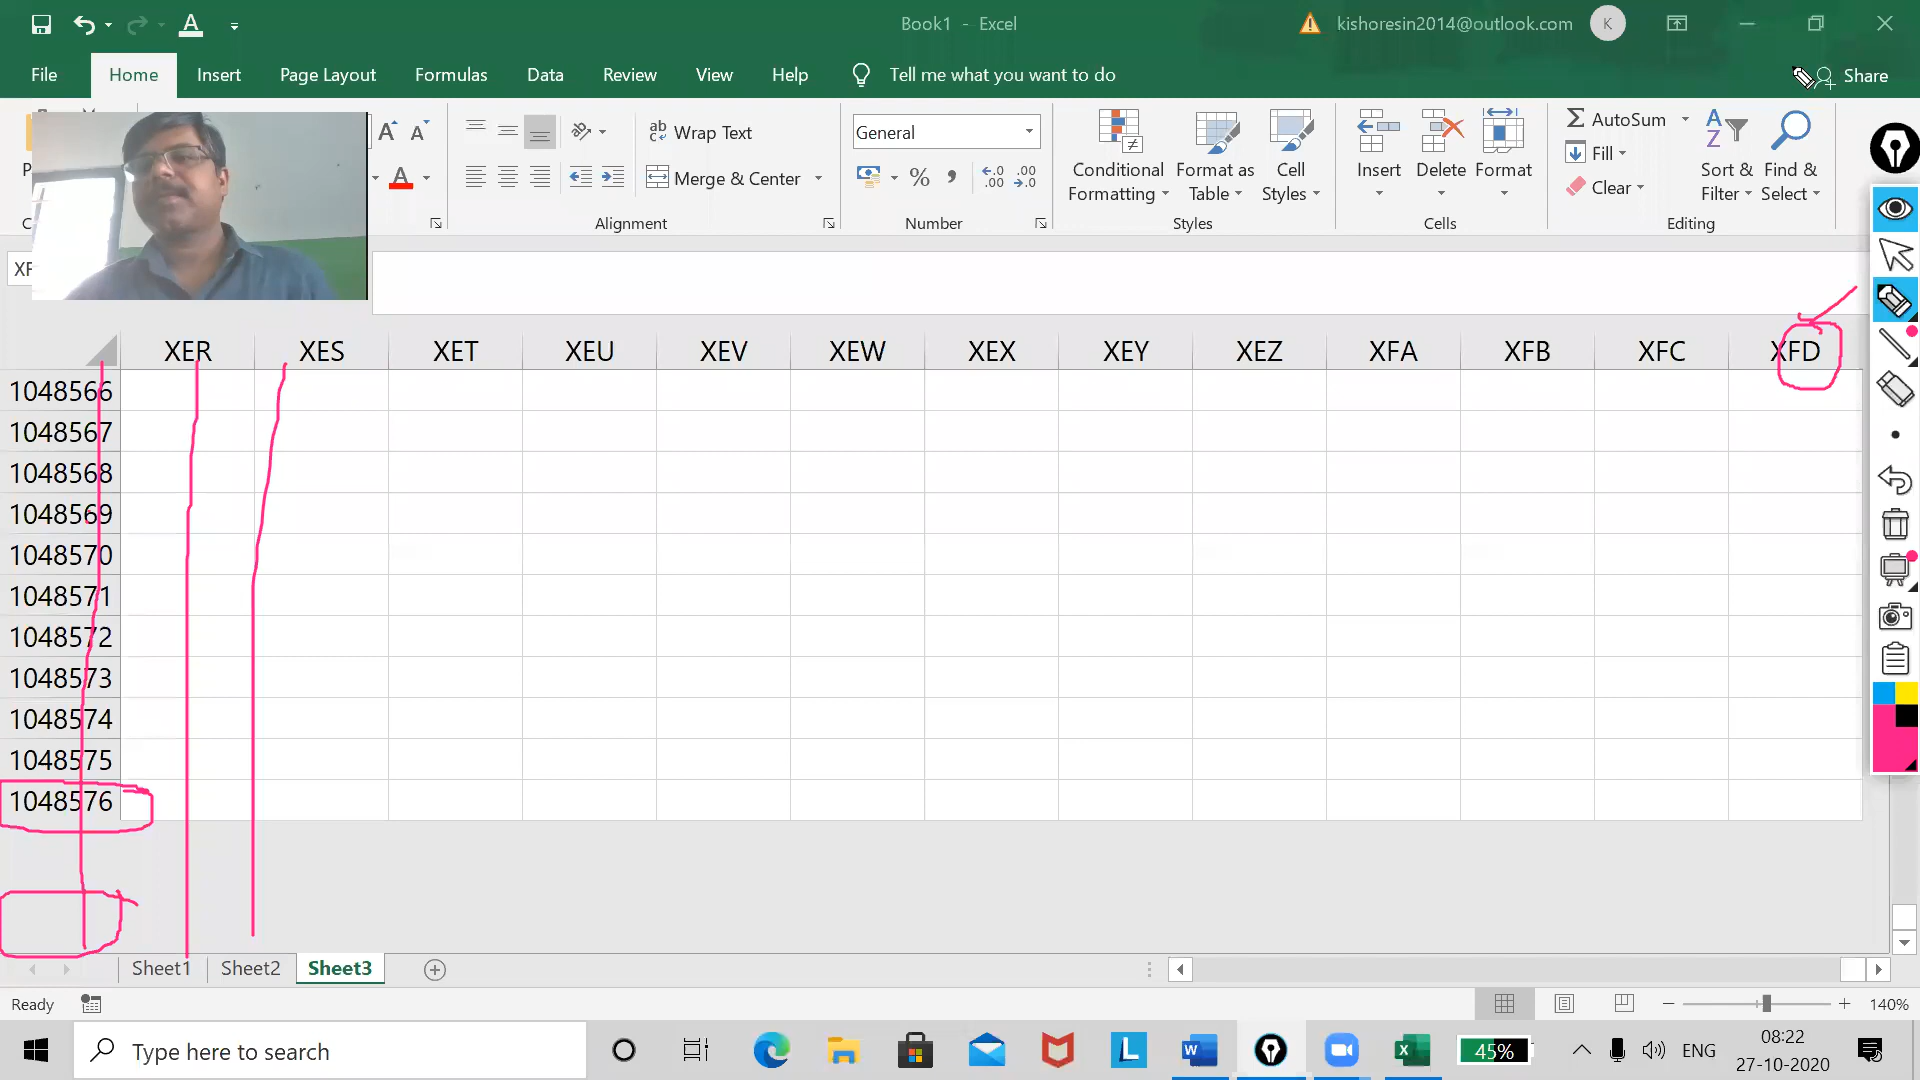 Book1 - Excel
kishoresin2014@outlook.com
K
File
Home
Insert
Page Layout
Formulas
Data
Review
View
Help
Tell me what you want to do
Share
Wrap Text
Merge & Center
Alignment
General
Number
Conditional Formatting
Format as Table
Cell Styles
Styles
Insert
Delete
Format
Cells
AutoSum
Fill
Clear
Sort & Filter
Find & Select
Editing
XER XES XET XEU XEV XEW XEX XEY XEZ XFA XFB XFC XFD
1048566
1048567
1048568
1048569
1048570
1048571
1048572
1048573
1048574
1048575
1048576
Sheet1
Sheet2
Sheet3
Ready
140%
Type here to search
45%
ENG
08:22
27-10-2020